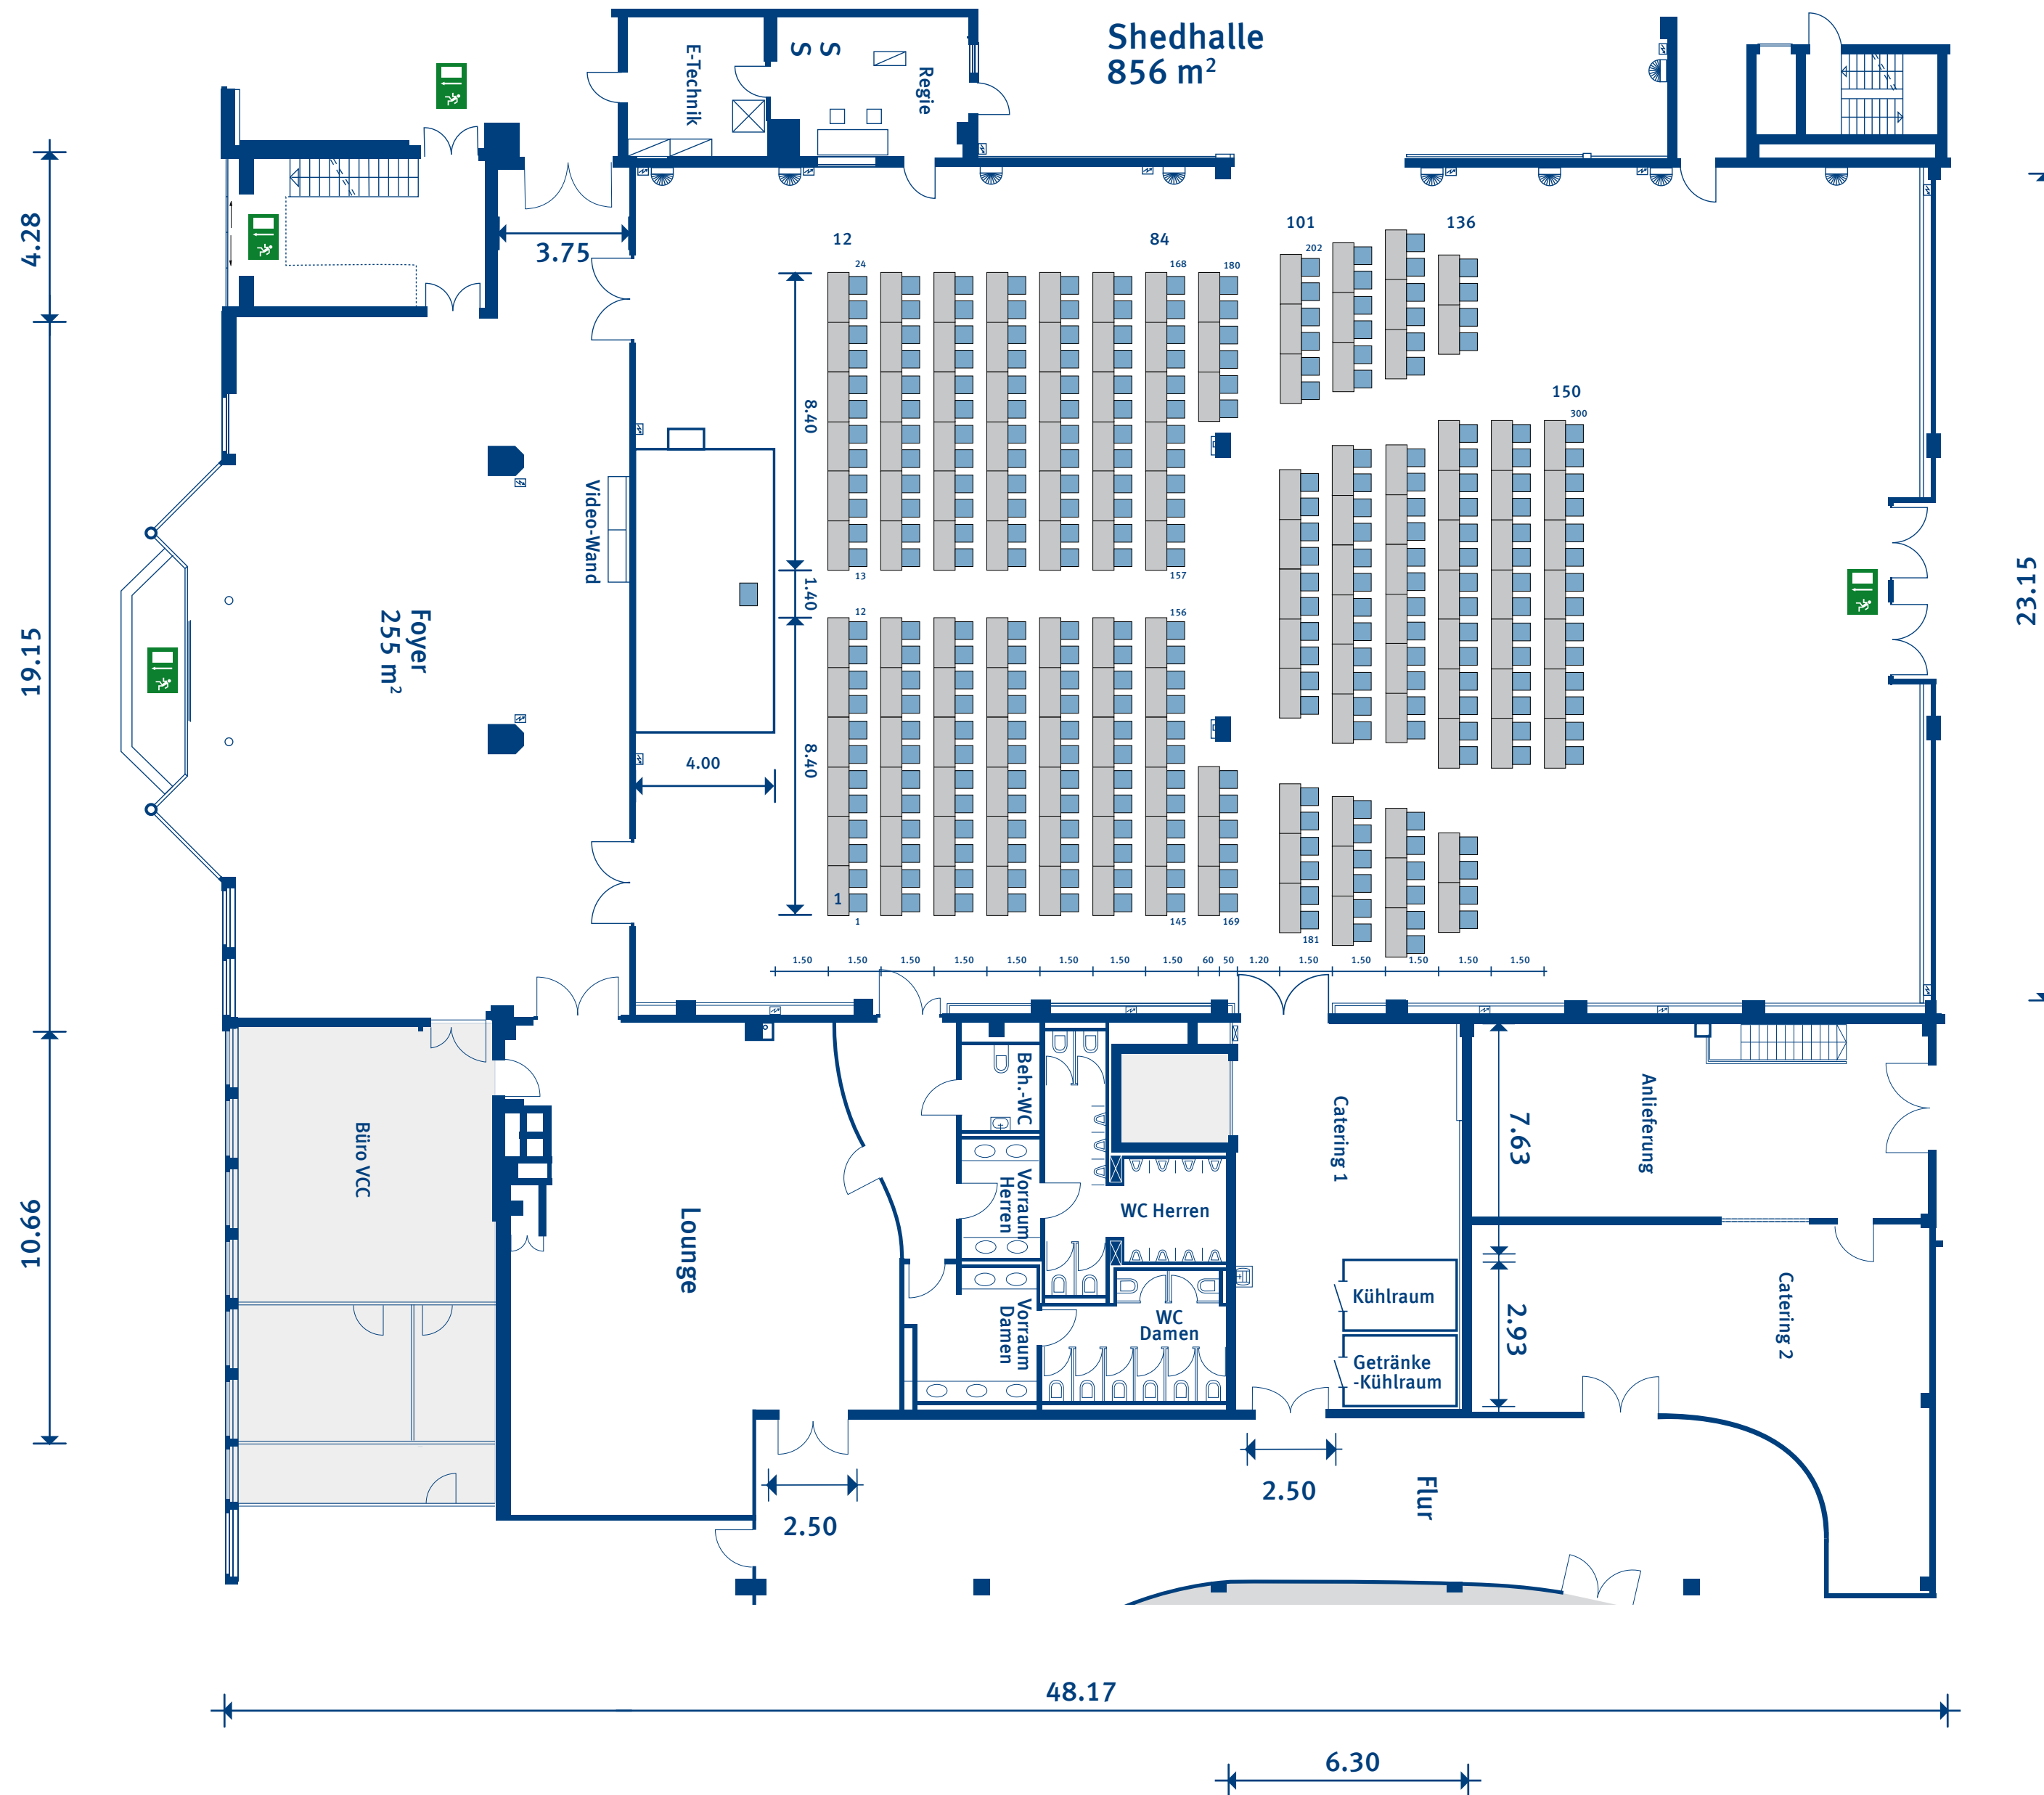 Shedhalle
856 m²
E-Technik
S
S
Regie
4.28
3.75
12
84
101
136
24
168
180
202
150
300
8.40
Video-Wand
23.15
13
157
1.40
12
156
Foyer
255 m²
19.15
4.00
8.40
1
1
145
169
181
1.50
1.50
1.50
1.50
1.50
1.50
1.50
1.50
60
50
1.20
1.50
1.50
1.50
1.50
1.50
Beh.-WC
Büro VCC
Catering 1
7.63
Anlieferung
Vorraum
Herren
WC Herren
10.66
Lounge
Kühlraum
Catering 2
Vorraum
Damen
WC
Damen
2.93
Getränke
-Kühlraum
2.50
2.50
Flur
48.17
6.30